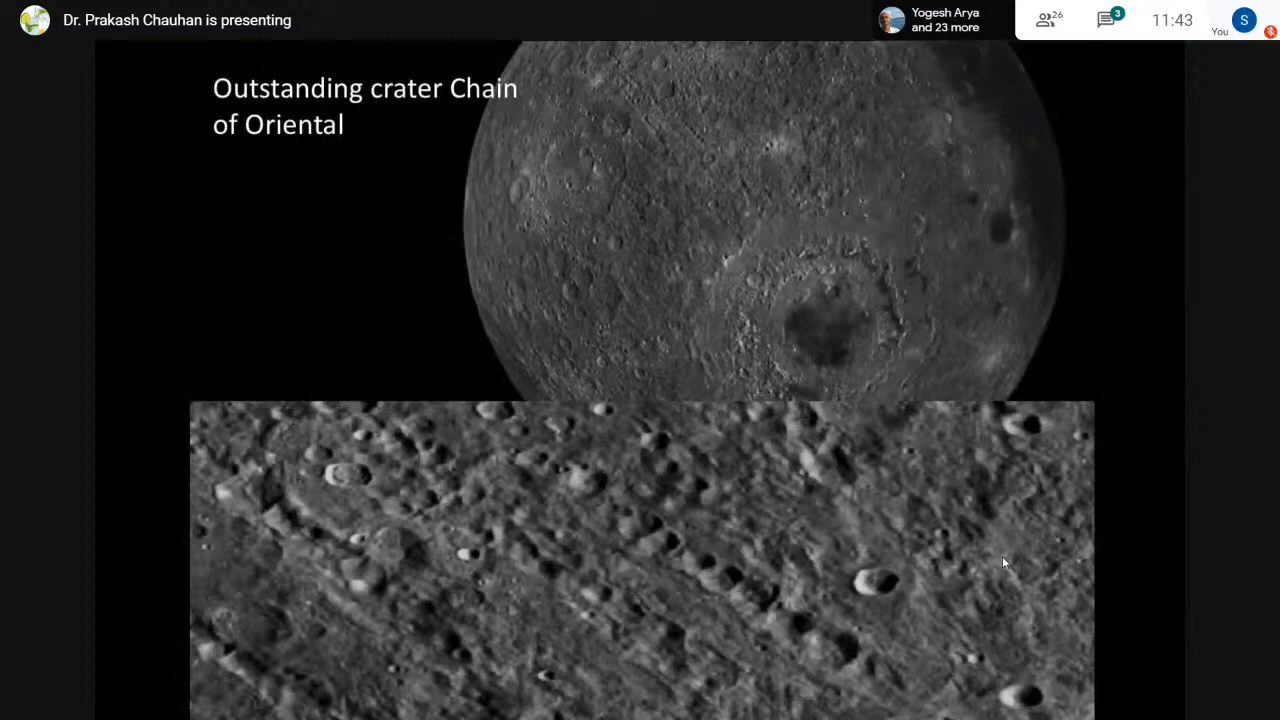 Dr. Prakash Chauhan is presenting
Yogesh Arya
and 23 more
26
3
11:43
You
S
Outstanding crater Chain
of Oriental